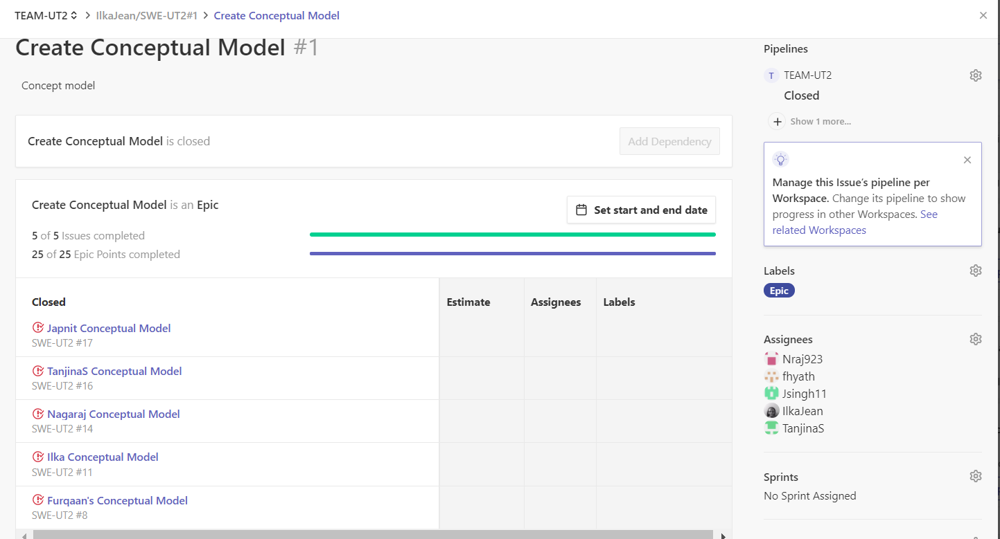 TEAM-UT2 > IlkaJean/SWE-UT2#1 > Create Conceptual Model
Create Conceptual Model #1
Concept model
Create Conceptual Model is closed
Add Dependency
Create Conceptual Model is an Epic
Set start and end date
5 of 5 Issues completed
25 of 25 Epic Points completed
Closed Estimate Assignees Labels
Japnit Conceptual Model
SWE-UT2 #17
TanjinaS Conceptual Model
SWE-UT2 #16
Nagaraj Conceptual Model
SWE-UT2 #14
Ilka Conceptual Model
SWE-UT2 #11
Furqaan's Conceptual Model
SWE-UT2 #8
Pipelines
T TEAM-UT2
Closed
+ Show 1 more...
Manage this Issue's pipeline per
Workspace. Change its pipeline to show
progress in other Workspaces. See
related Workspaces
Labels
Epic
Assignees
Nraj923
fhyath
Jsingh11
IlkaJean
TanjinaS
Sprints
No Sprint Assigned